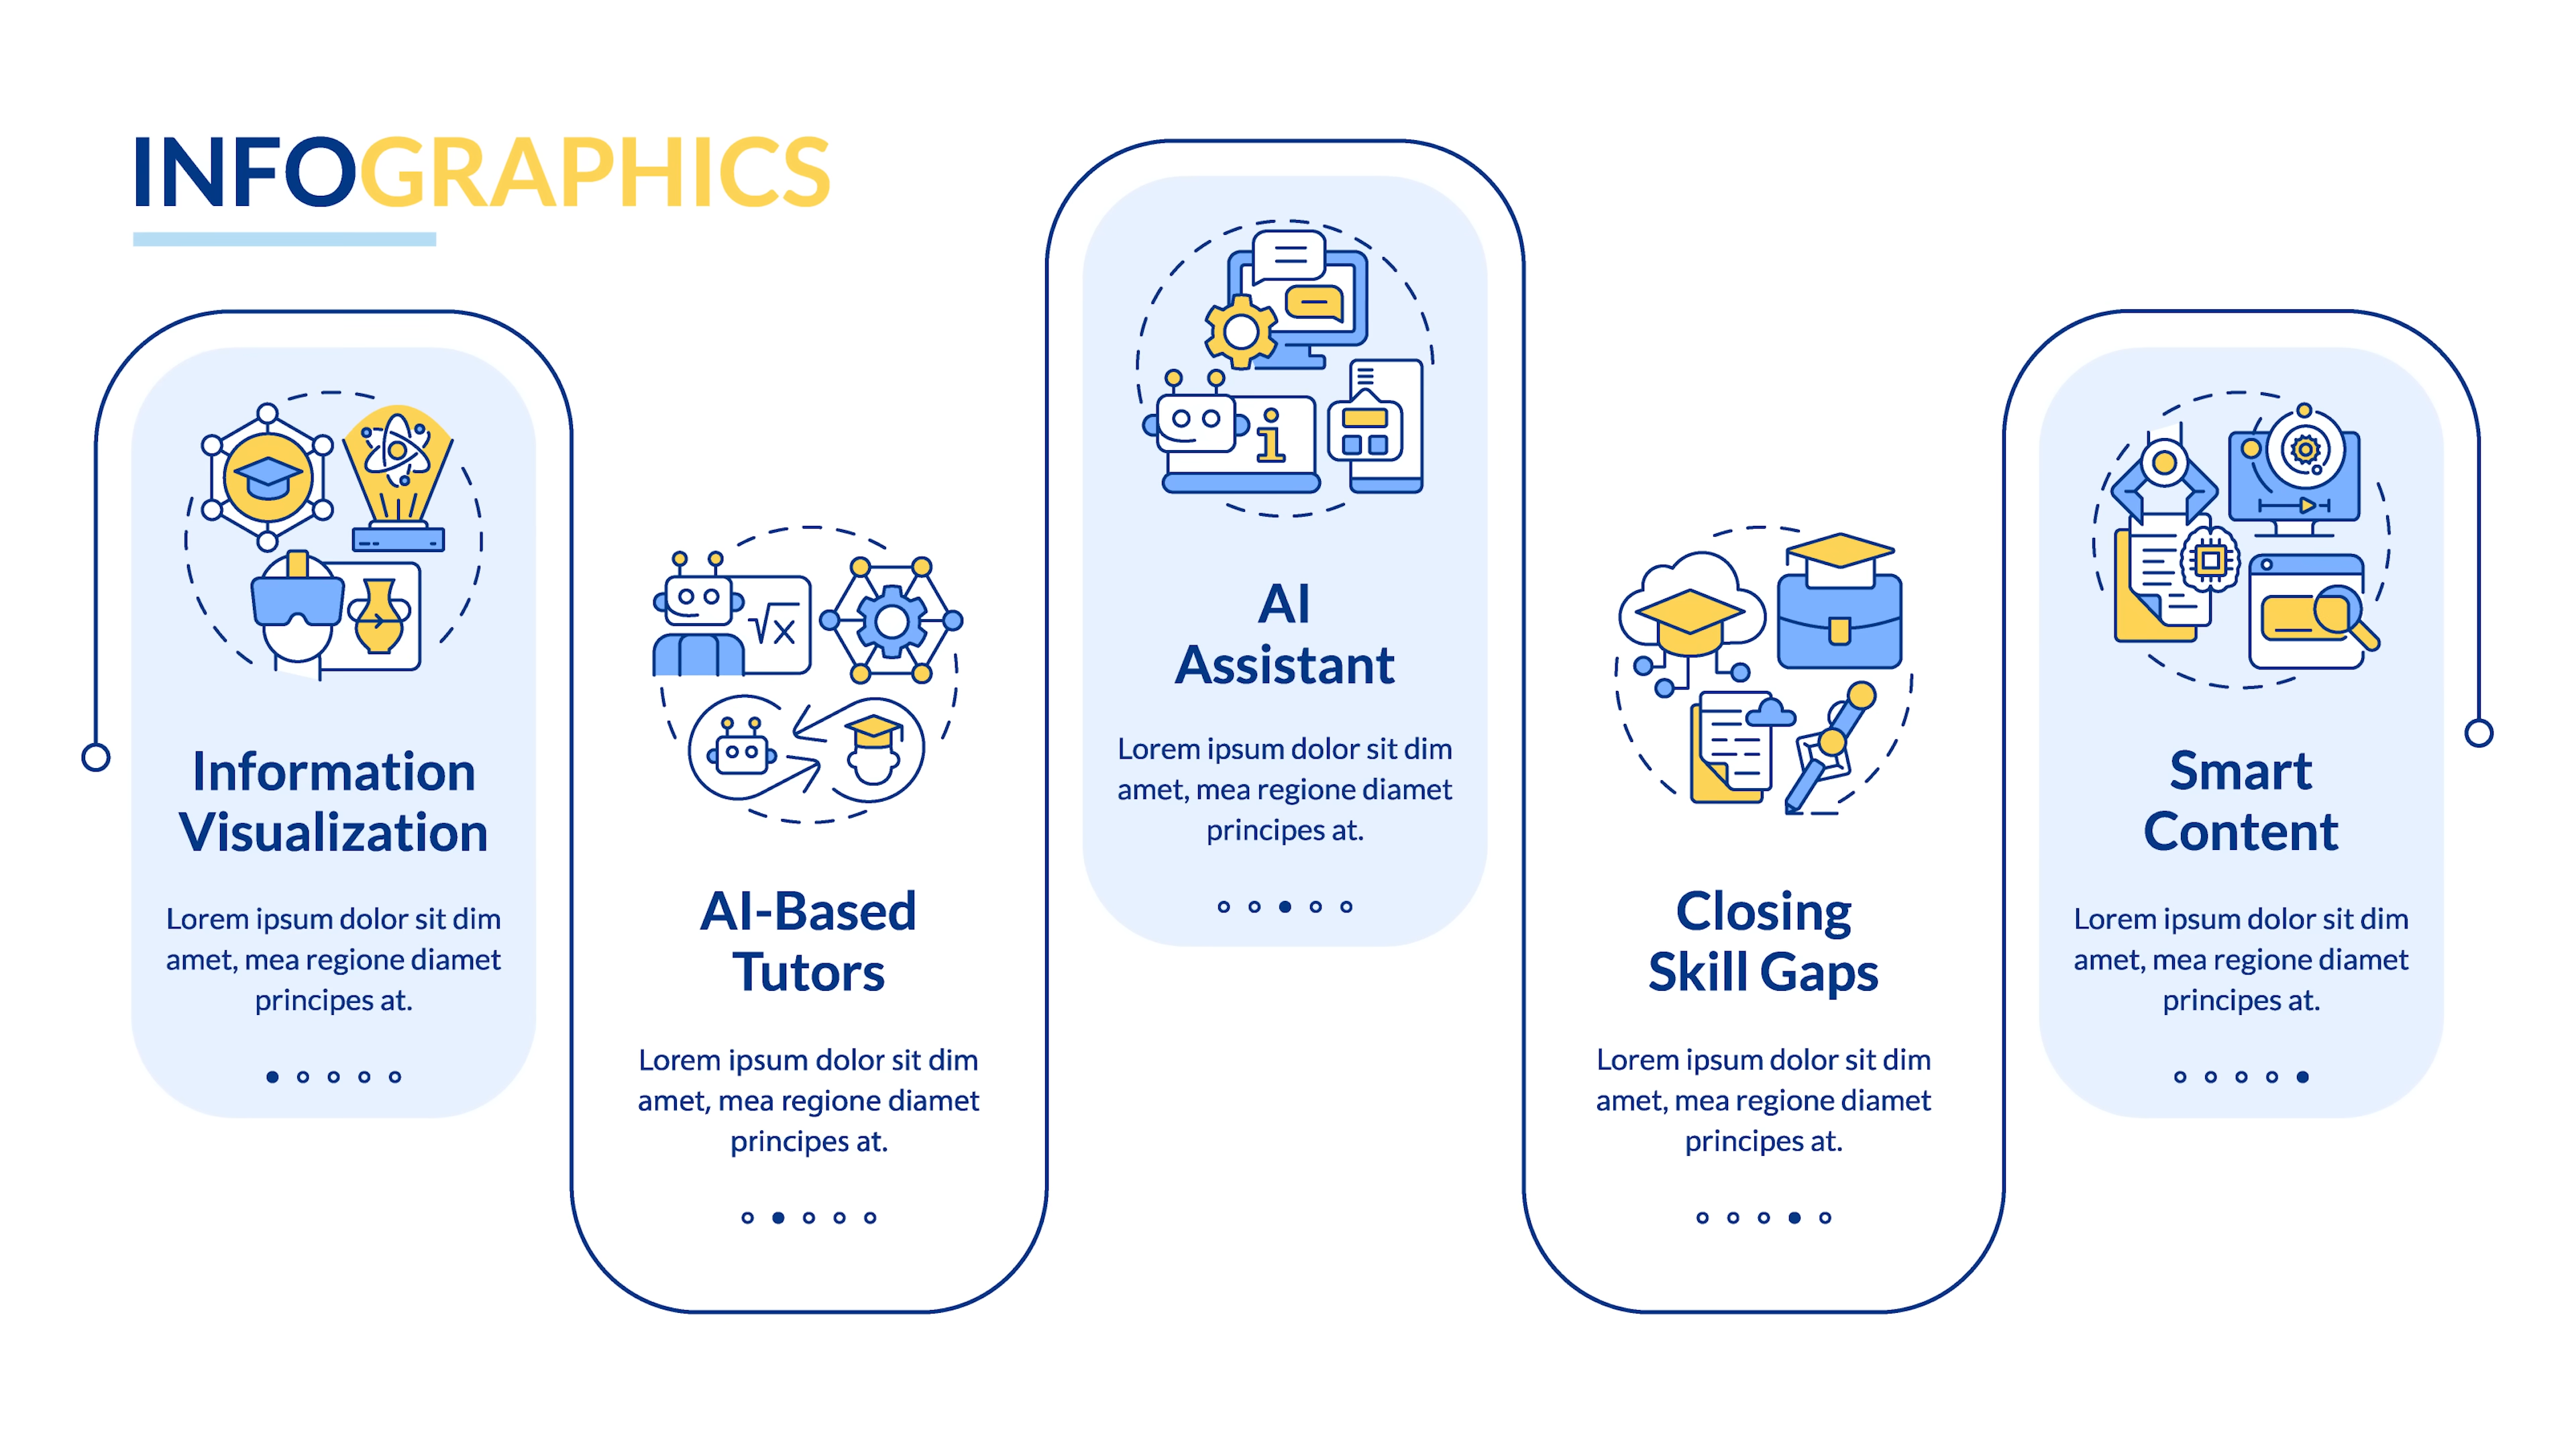 INFOGRAPHICS
Information
Visualization
Lorem ipsum dolor sit dim
amet, mea regione diamet
principes at.
√x
AI-Based
Tutors
Lorem ipsum dolor sit dim
amet, mea regione diamet
principes at.
i
AI
Assistant
Lorem ipsum dolor sit dim
amet, mea regione diamet
principes at.
Closing
Skill Gaps
Lorem ipsum dolor sit dim
amet, mea regione diamet
principes at.
Smart
Content
Lorem ipsum dolor sit dim
amet, mea regione diamet
principes at.